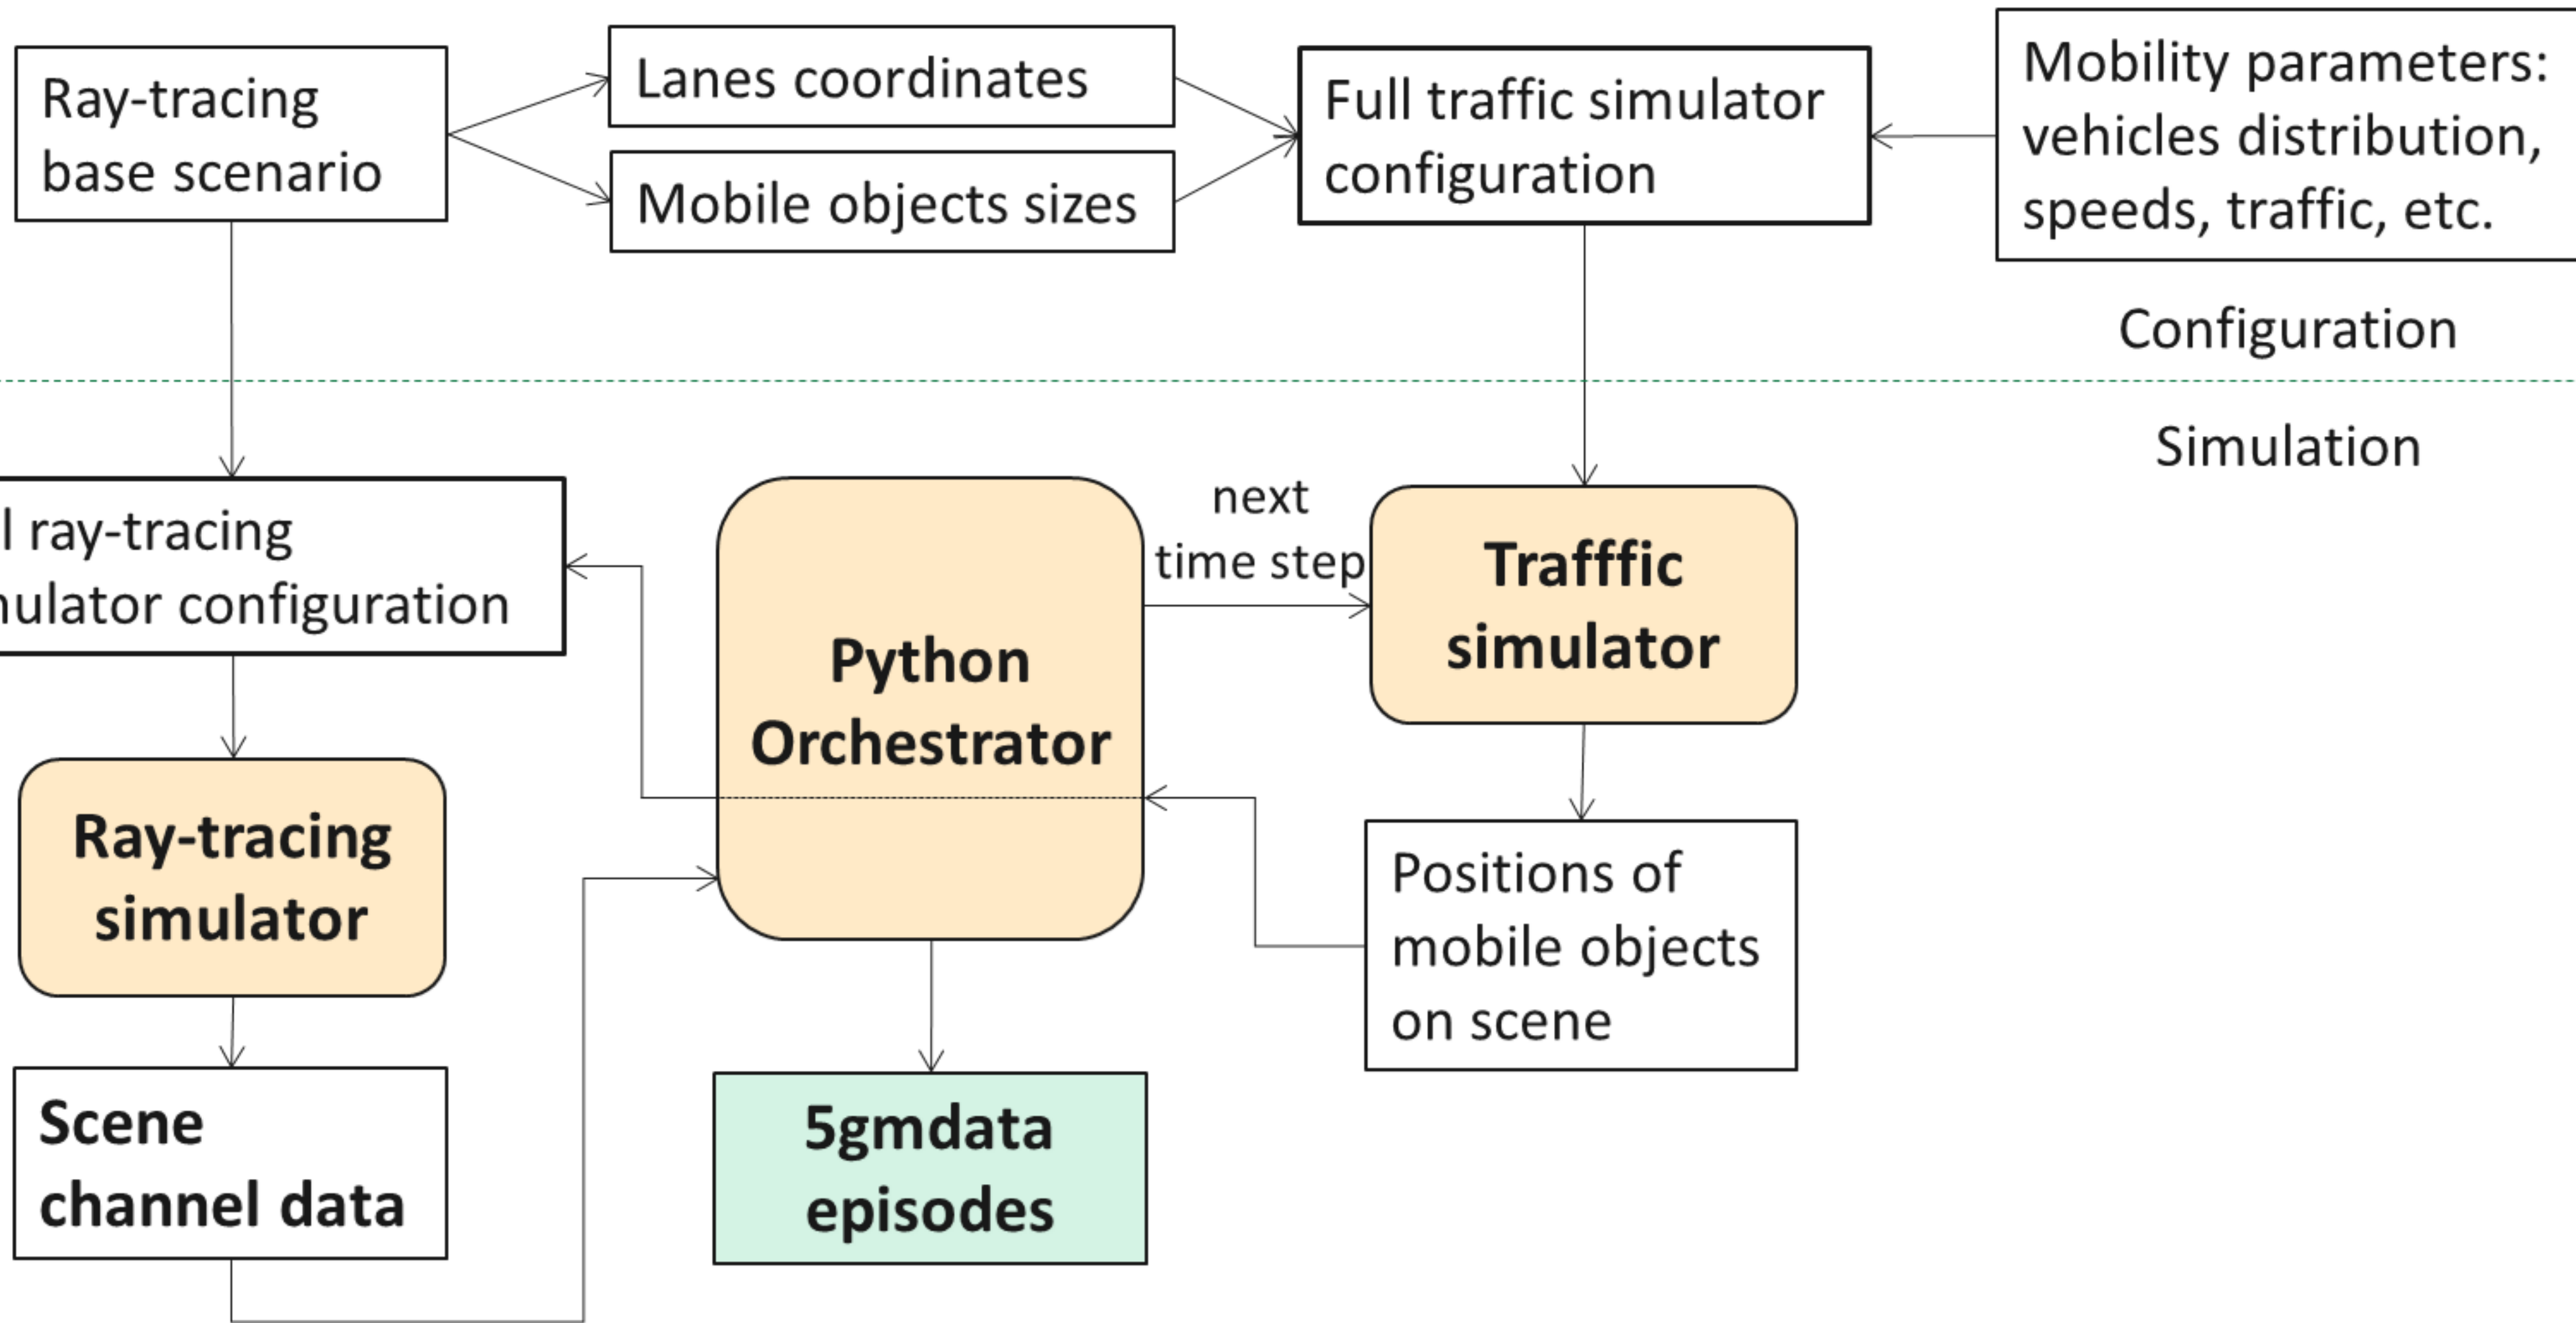 Ray-tracing
base scenario
Lanes coordinates
Mobile objects sizes
Full traffic simulator
configuration
Mobility parameters:
vehicles distribution,
speeds, traffic, etc.
Configuration
Simulation
l ray-tracing
nulator configuration
Python
Orchestrator
next
time step
Trafffic
simulator
Ray-tracing
simulator
Positions of
mobile objects
on scene
Scene
channel data
5gmdata
episodes